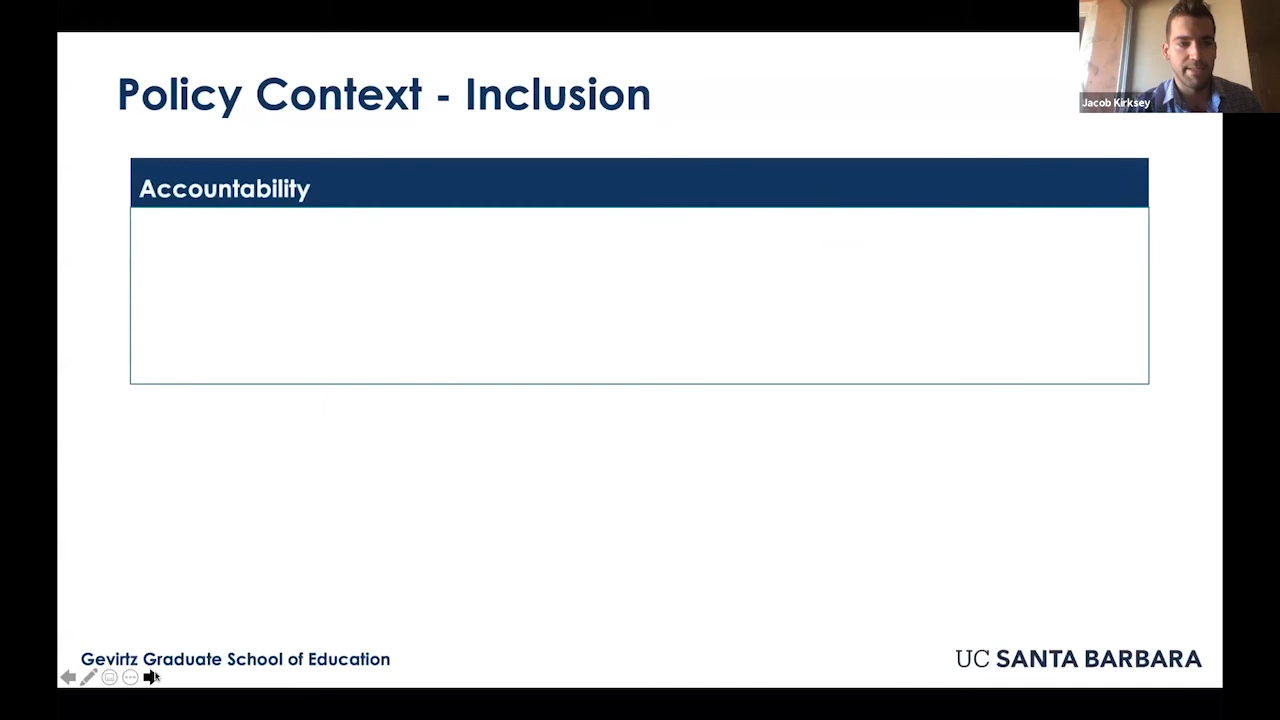 Policy Context - Inclusion
Jacob Kirksey
Accountability
Gevirtz Graduate School of Education
UC SANTA BARBARA